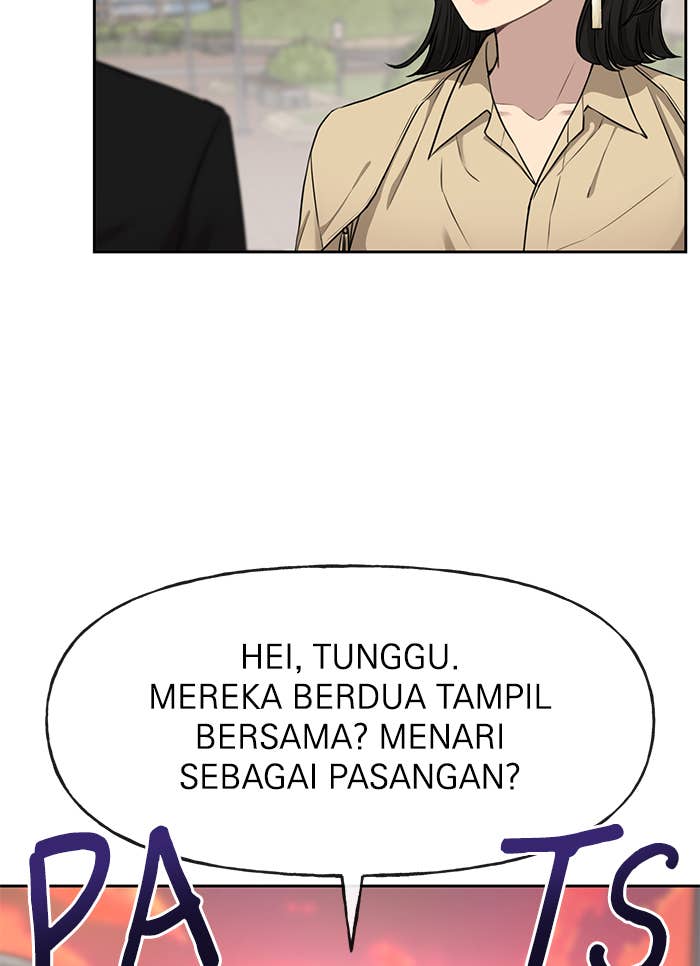 HEI, TUNGGU.
MEREKA BERDUA TAMPIL
BERSAMA? MENARI
SEBAGAI PASANGAN?
PA TS